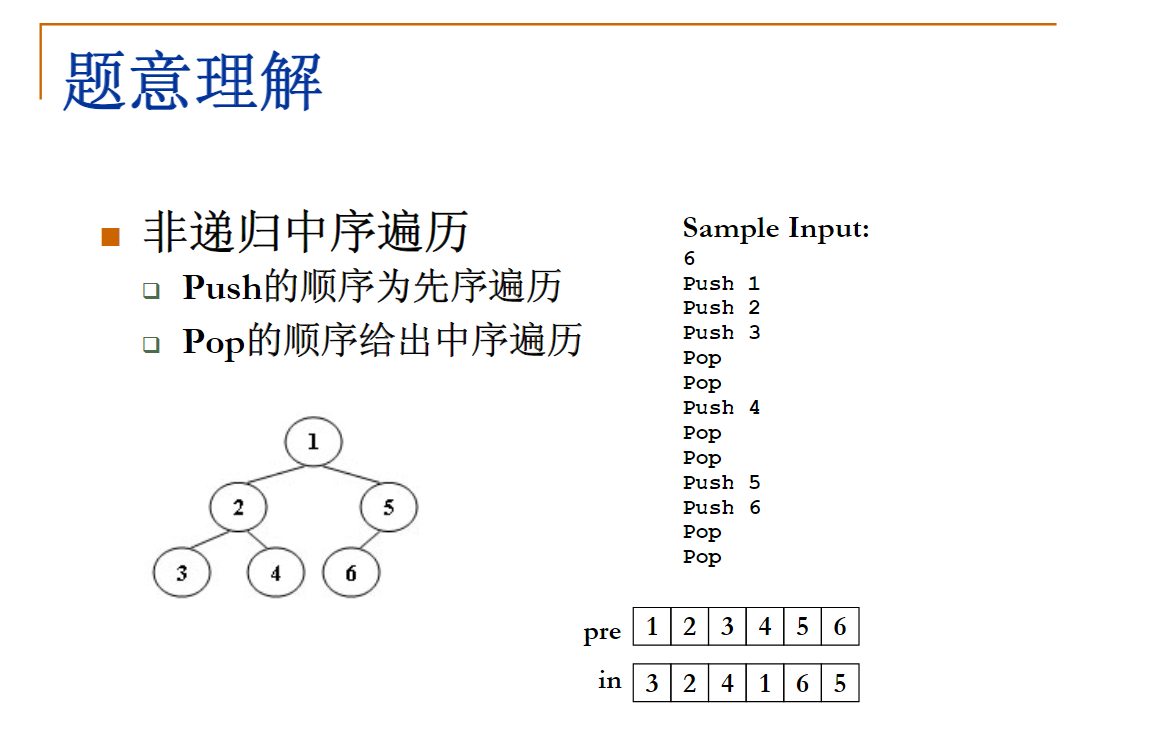 题意理解
非递归中序遍历
Push的顺序为先序遍历
Pop的顺序给出中序遍历
1
2 5
3 4 6
Sample Input:
6
Push 1
Push 2
Push 3
Pop
Pop
Push 4
Pop
Pop
Push 5
Push 6
Pop
Pop
pre 1 2 3 4 5 6
in 3 2 4 1 6 5